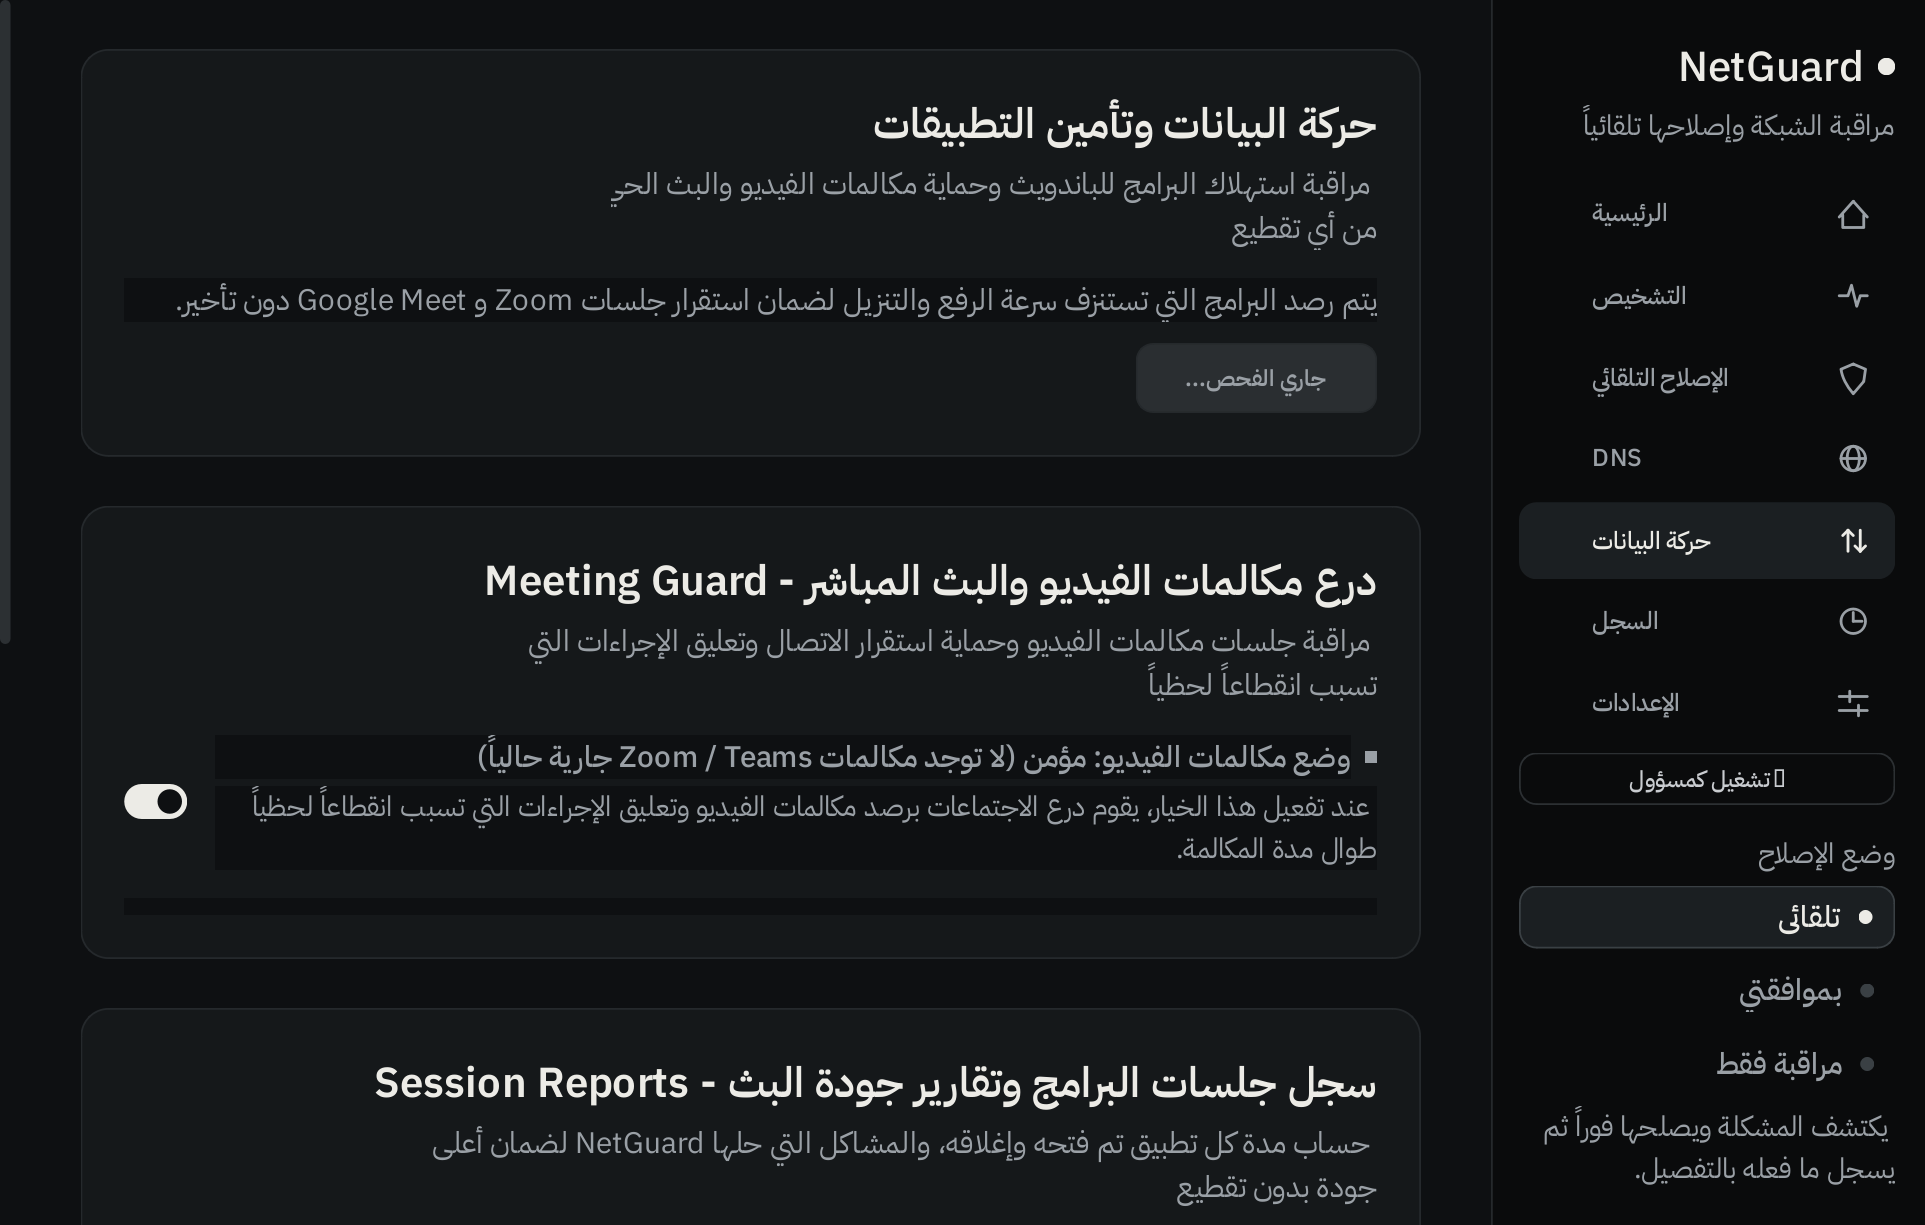 NetGuard
مراقبة الشبكة وإصلاحها تلقائياً
الرئيسية
التشخيص
الإصلاح التلقائي
DNS
حركة البيانات
السجل
الإعدادات
تشغيل كمسؤول
وضع الإصلاح
تلقائى
بموافقتي
مراقبة فقط
يكتشف المشكلة ويصلحها فوراً ثم
يسجل ما فعله بالتفصيل.
حركة البيانات وتأمين التطبيقات
مراقبة استهلاك البرامج للباندويث وحماية مكالمات الفيديو والبث الحي
من أي تقطيع
يتم رصد البرامج التي تستنزف سرعة الرفع والتنزيل لضمان استقرار جلسات Zoom و Google Meet دون تأخير.
جاري الفحص...
درع مكالمات الفيديو والبث المباشر - Meeting Guard
مراقبة جلسات مكالمات الفيديو وحماية استقرار الاتصال وتعليق الإجراءات التي
تسبب انقطاعاً لحظياً
وضع مكالمات الفيديو: مؤمن (لا توجد مكالمات Zoom / Teams جارية حالياً)
عند تفعيل هذا الخيار، يقوم درع الاجتماعات برصد مكالمات الفيديو وتعليق الإجراءات التي تسبب انقطاعاً لحظياً
طوال مدة المكالمة.
سجل جلسات البرامج وتقارير جودة البث - Session Reports
حساب مدة كل تطبيق تم فتحه وإغلاقه، والمشاكل التي حلها NetGuard لضمان أعلى
جودة بدون تقطيع